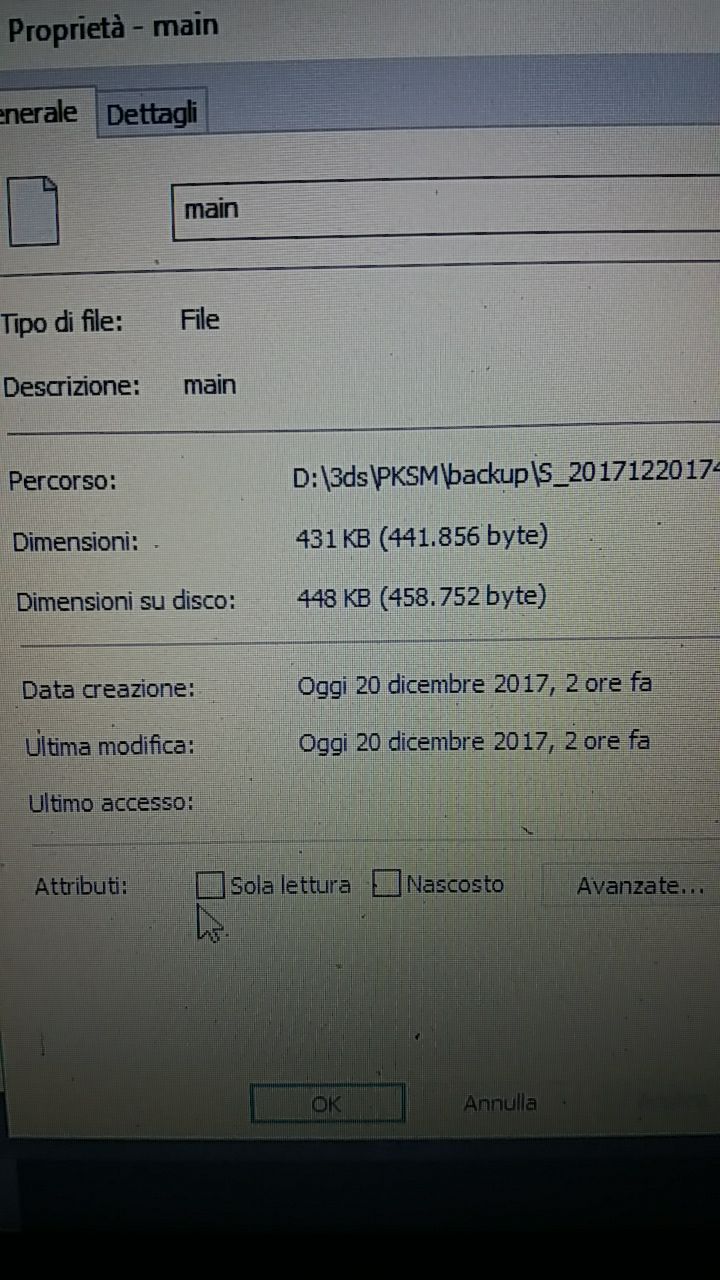 Proprietà - main
enerale Dettagli
main
Tipo di file: File
Descrizione: main
Percorso: D:\3ds\PKSM\backup\S_20171220174
Dimensioni: 431 KB (441.856 byte)
Dimensioni su disco: 448 KB (458.752 byte)
Data creazione: Oggi 20 dicembre 2017, 2 ore fa
Ultima modifica: Oggi 20 dicembre 2017, 2 ore fa
Ultimo accesso:
Attributi: Sola lettura Nascosto Avanzate...
OK Annulla